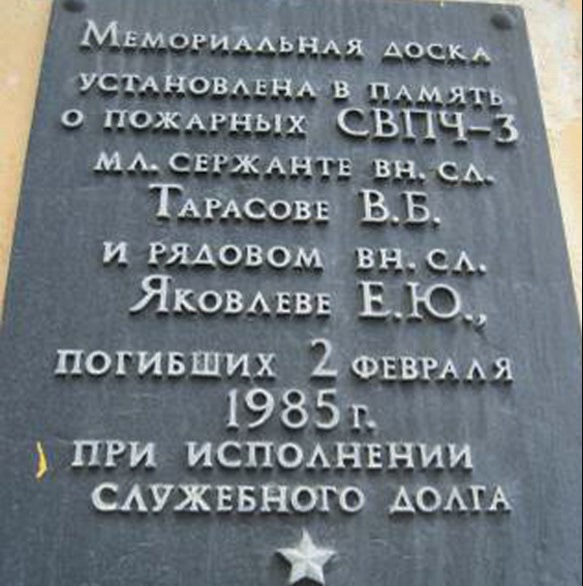 Мемориальная доска
установлена в память
о пожарных СВПЧ-3
мл. сержанте вн. сл.
Тарасове В.Б.
и рядовом вн. сл.
Яковлеве Е.Ю.,
погибших 2 февраля
1985 г.
при исполнении
служебного долга